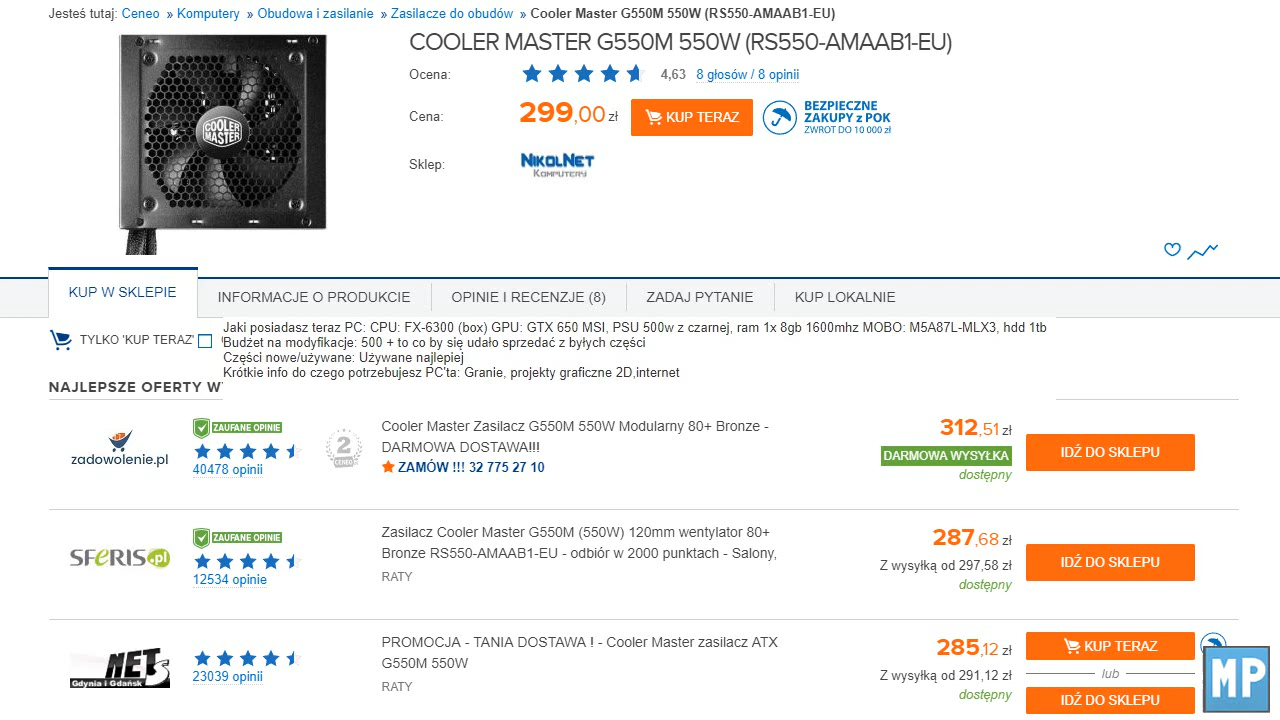 Jesteś tutaj: Ceneo » Komputery » Obudowa i zasilanie » Zasilacze do obudów » Cooler Master G550M 550W (RS550-AMAAB1-EU)
COOLER MASTER
COOLER MASTER G550M 550W (RS550-AMAAB1-EU)
Ocena: 4,63 8 głosów / 8 opinii
Cena: 299,00 zł KUP TERAZ
BEZPIECZNE
ZAKUPY z POK
ZWROT DO 10 000 zł
Sklep: NIKOLNET
KOMPUTERY
KUP W SKLEPIE INFORMACJE O PRODUKCIE OPINIE I RECENZJE (8) ZADAJ PYTANIE KUP LOKALNIE
TYLKO 'KUP TERAZ'
Jaki posiadasz teraz PC: CPU: FX-6300 (box) GPU: GTX 650 MSI, PSU 500w z czarnej, ram 1x 8gb 1600mhz MOBO: M5A87L-MLX3, hdd 1tb
Budżet na modyfikacje: 500 + to co by się udało sprzedać z byłych części
Części nowe/używane: Używane najlepiej
Krótkie info do czego potrzebujesz PC'ta: Granie, projekty graficzne 2D,internet
NAJLEPSZE OFERTY W
zadowolenie.pl
ZAUFANE OPINIE
40478 opinii
2
CENEO
Cooler Master Zasilacz G550M 550W Modularny 80+ Bronze -
DARMOWA DOSTAWA!!!
ZAMÓW !!! 32 775 27 10
312,51 zł
DARMOWA WYSYŁKA
dostępny
IDŹ DO SKLEPU
SFERIS.pl
ZAUFANE OPINIE
12534 opinie
Zasilacz Cooler Master G550M (550W) 120mm wentylator 80+
Bronze RS550-AMAAB1-EU - odbiór w 2000 punktach - Salony,
RATY
287,68 zł
Z wysyłką od 297,58 zł
dostępny
IDŹ DO SKLEPU
NETS
Gdynia i Gdańsk
23039 opinii
PROMOCJA - TANIA DOSTAWA ! - Cooler Master zasilacz ATX
G550M 550W
RATY
285,12 zł
Z wysyłką od 291,12 zł
dostępny
KUP TERAZ
lub
IDŹ DO SKLEPU
MP